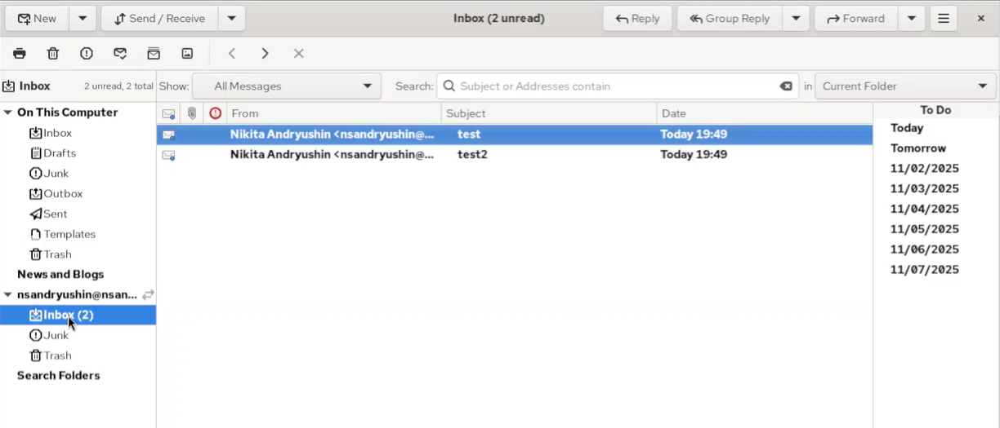 New Send / Receive Inbox (2 unread) Reply Group Reply Forward
Inbox 2 unread, 2 total Show: All Messages Search: Subject or Addresses contain in Current Folder
On This Computer
Inbox
Drafts
Junk
Outbox
Sent
Templates
Trash
News and Blogs
nsandryushin@nsan...
Inbox (2)
Junk
Trash
Search Folders
From Subject Date
Nikita Andryushin <nsandryushin@... test Today 19:49
Nikita Andryushin <nsandryushin@... test2 Today 19:49
To Do
Today
Tomorrow
11/02/2025
11/03/2025
11/04/2025
11/05/2025
11/06/2025
11/07/2025